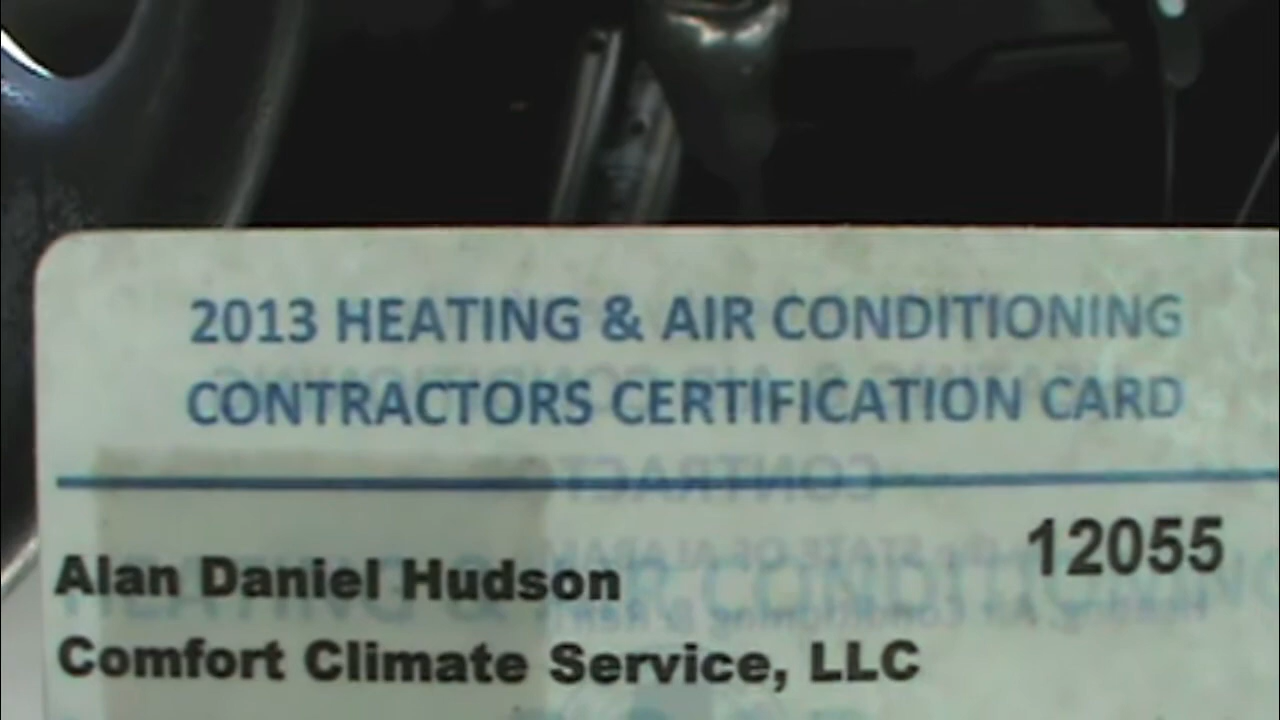 2013 HEATING & AIR CONDITIONING
CONTRACTORS CERTIFICATION CARD
12055
Alan Daniel Hudson
Comfort Climate Service, LLC